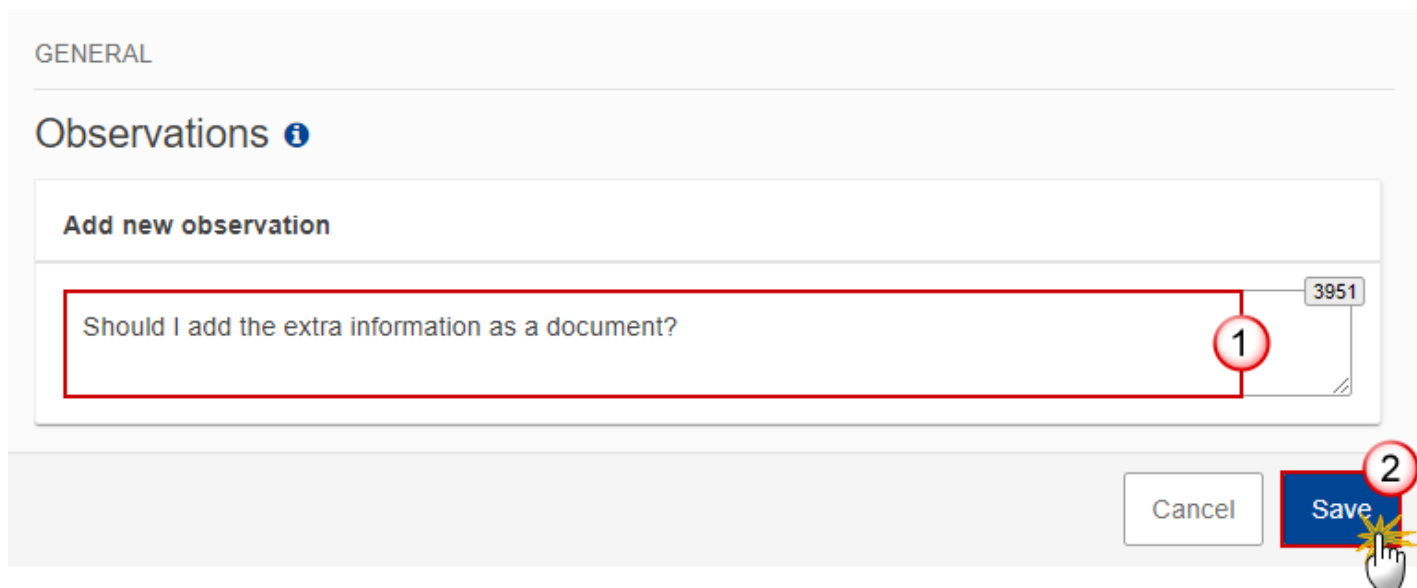 GENERAL
Observations
Add new observation
3951
Should I add the extra information as a document?
1
2
Cancel
Save